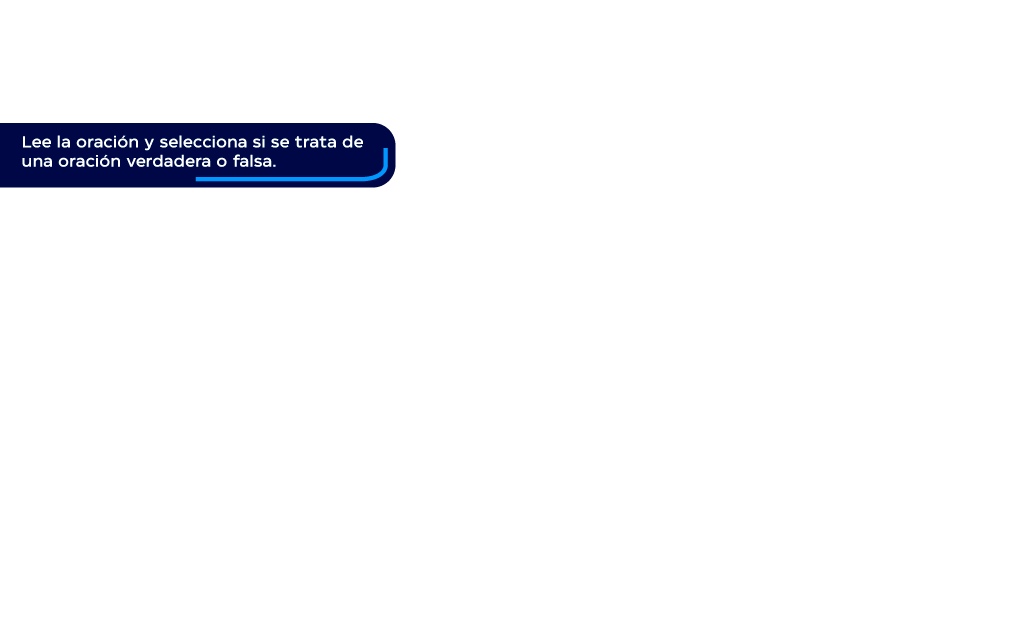 Lee la oración y selecciona si se trata de
una oración verdadera o falsa.